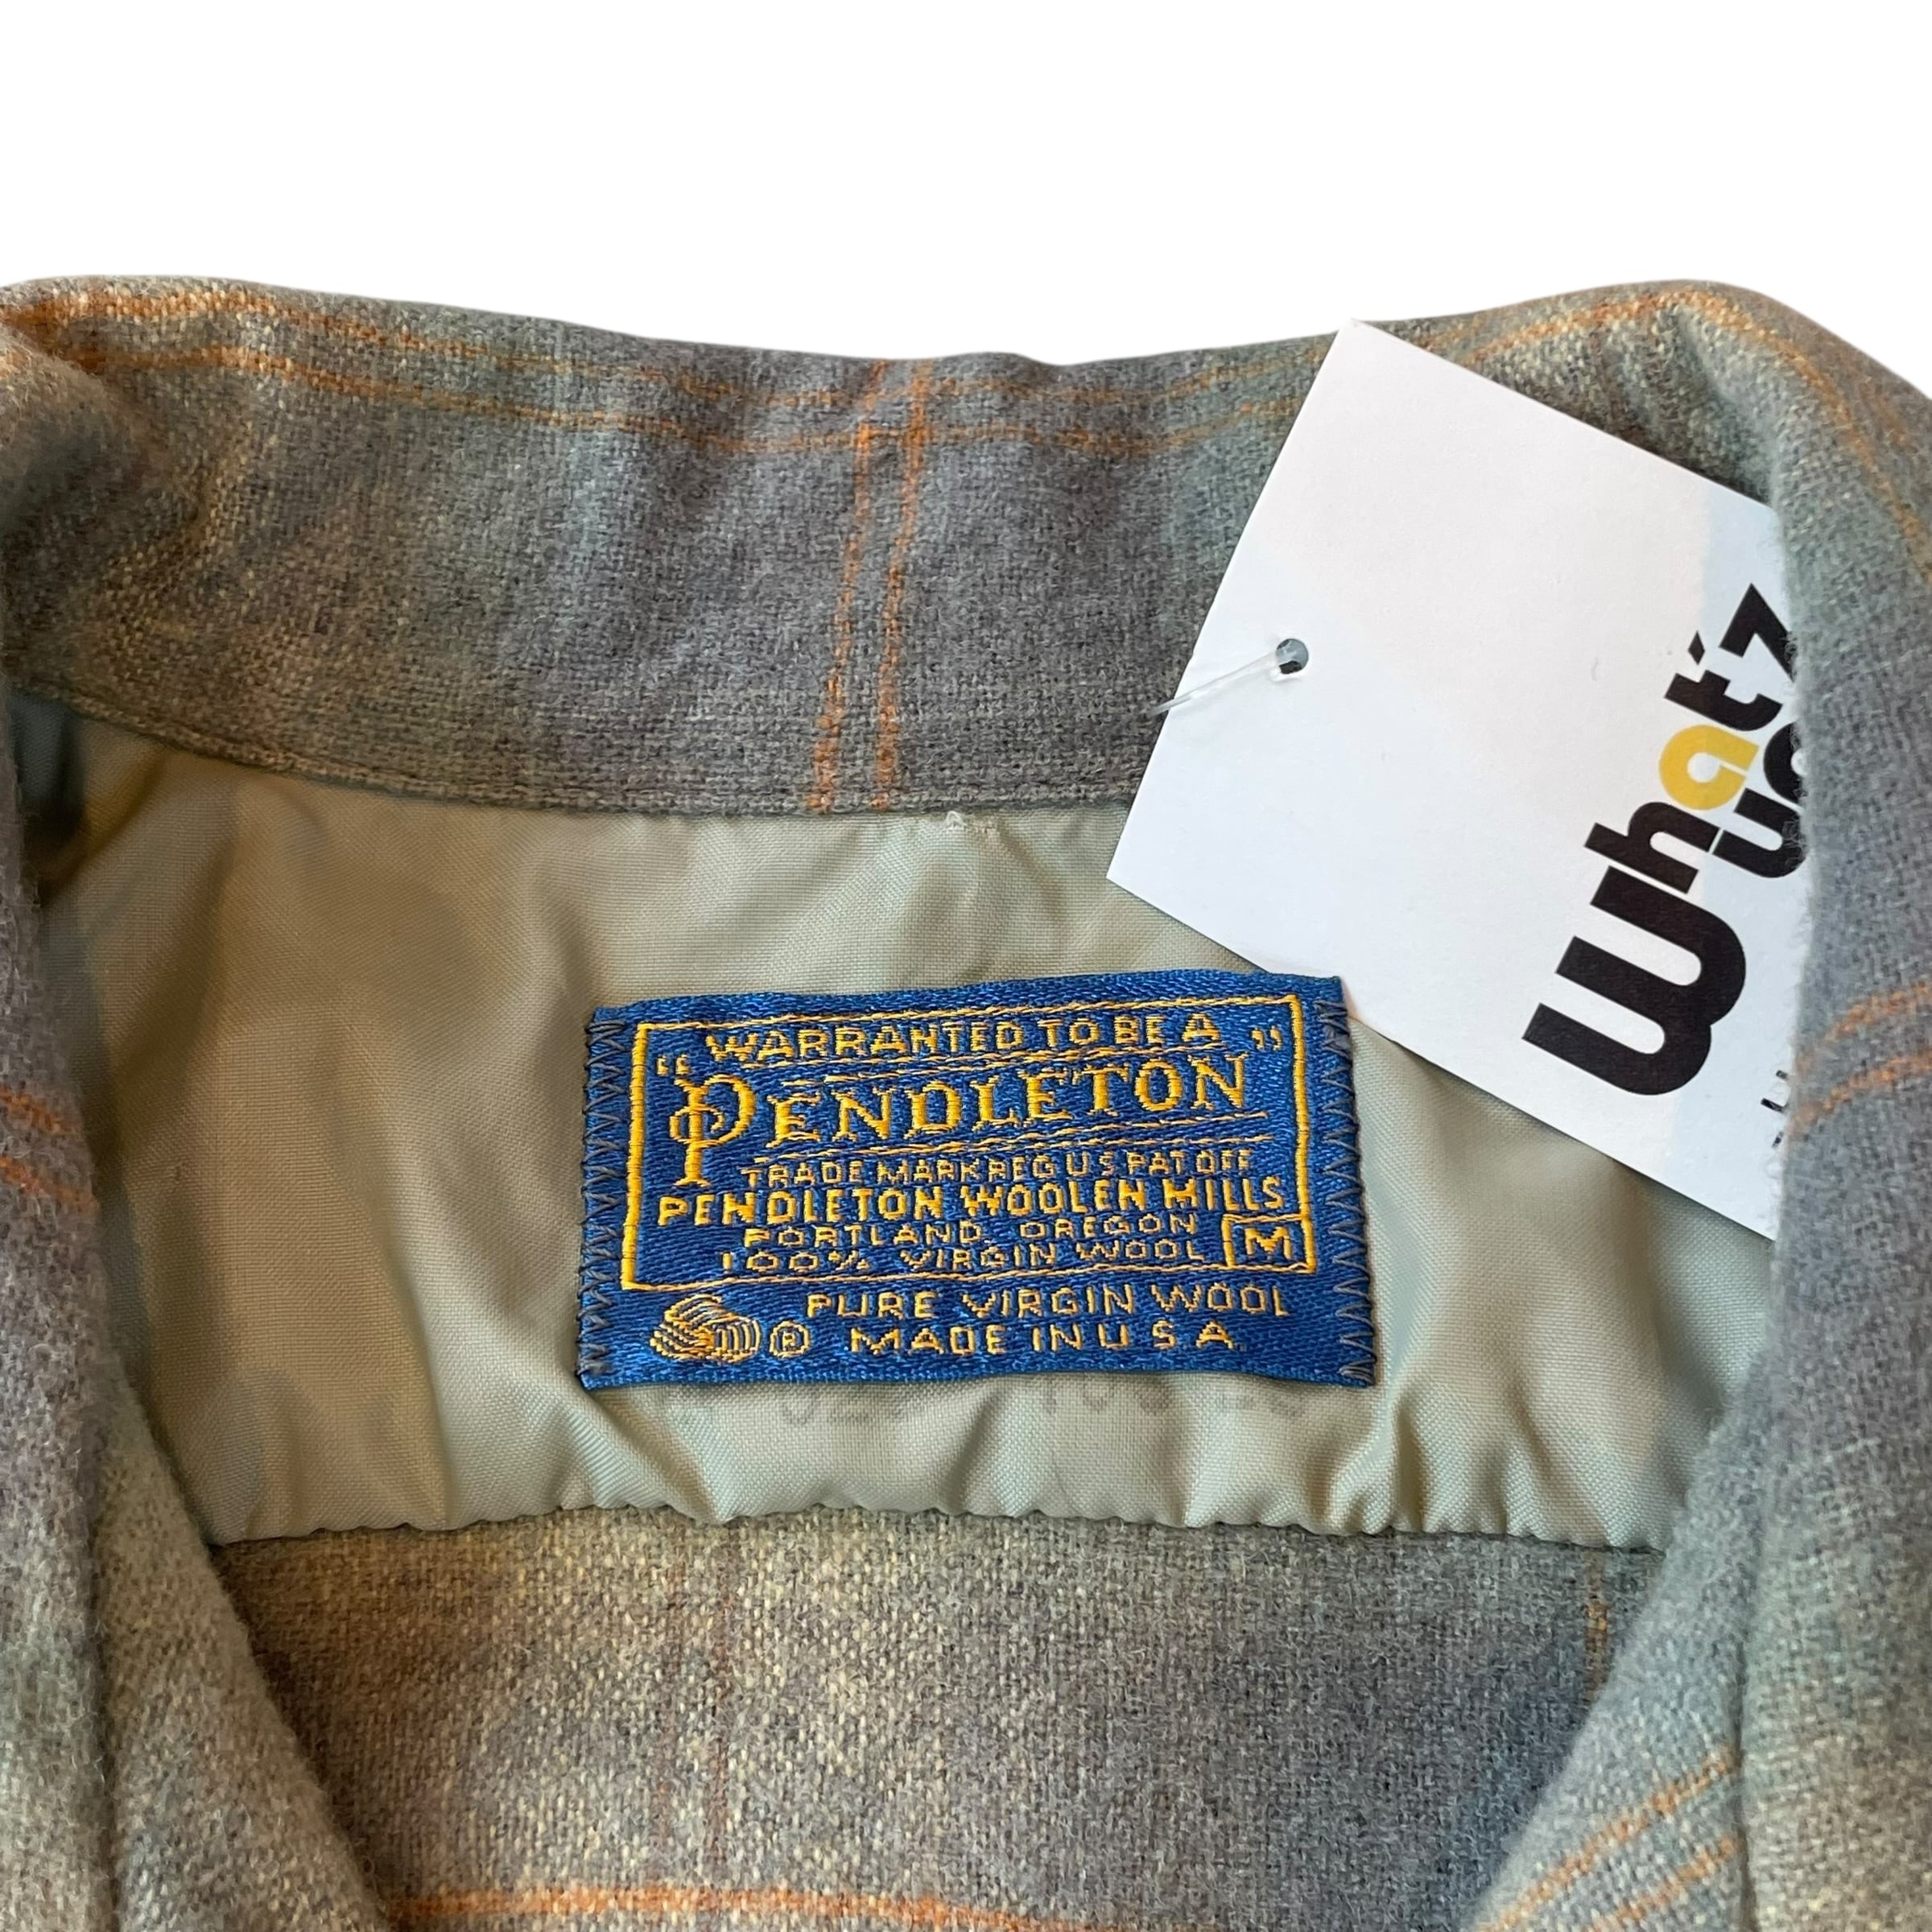 What'z
"WARRANTED TO BE A
PENDLETON"
TRADE MARK REG U S PAT OFF
PENDLETON WOOLEN MILLS
PORTLAND, OREGON
100% VIRGIN WOOL M
PURE VIRGIN WOOL
® MADE IN U S A.